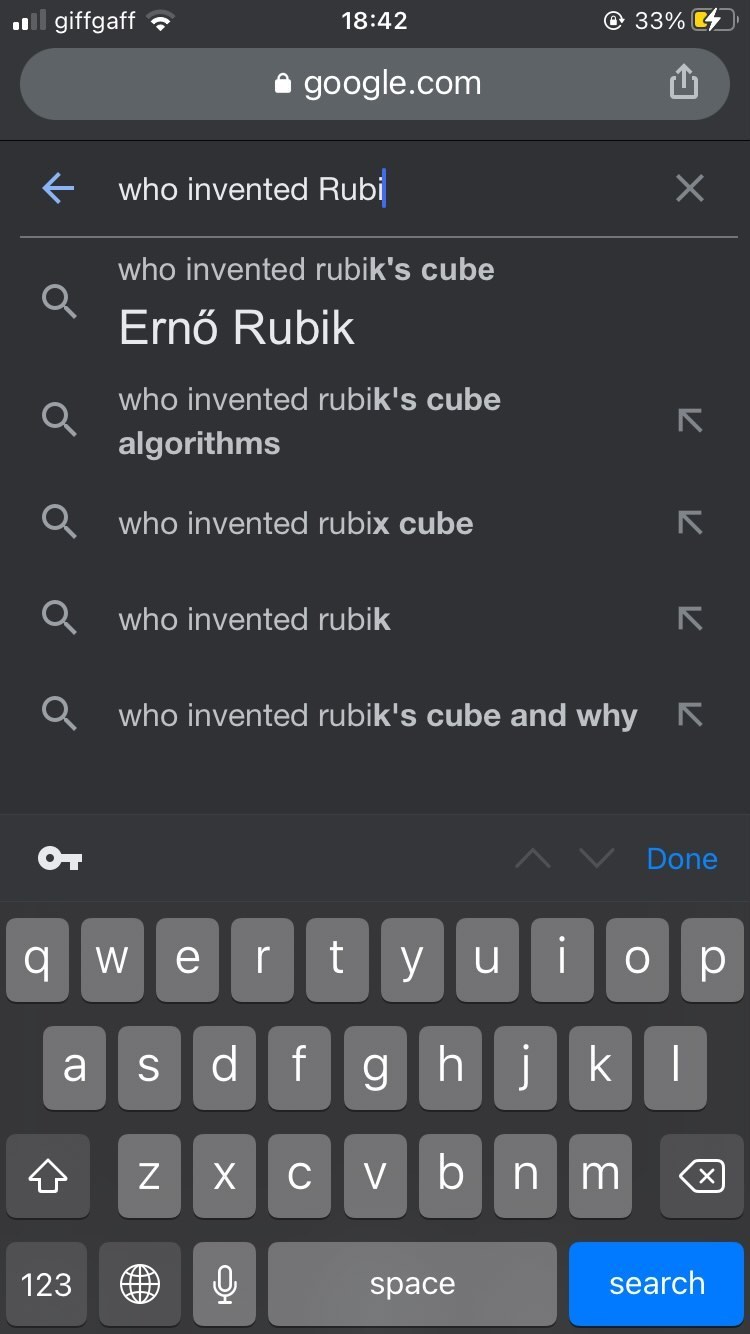 giffgaff 18:42 33%
google.com
who invented Rubi
who invented rubik's cube
Ernő Rubik
who invented rubik's cube
algorithms
who invented rubix cube
who invented rubik
who invented rubik's cube and why
Done
q w e r t y u i o p
a s d f g h j k l
z x c v b n m
123 space search